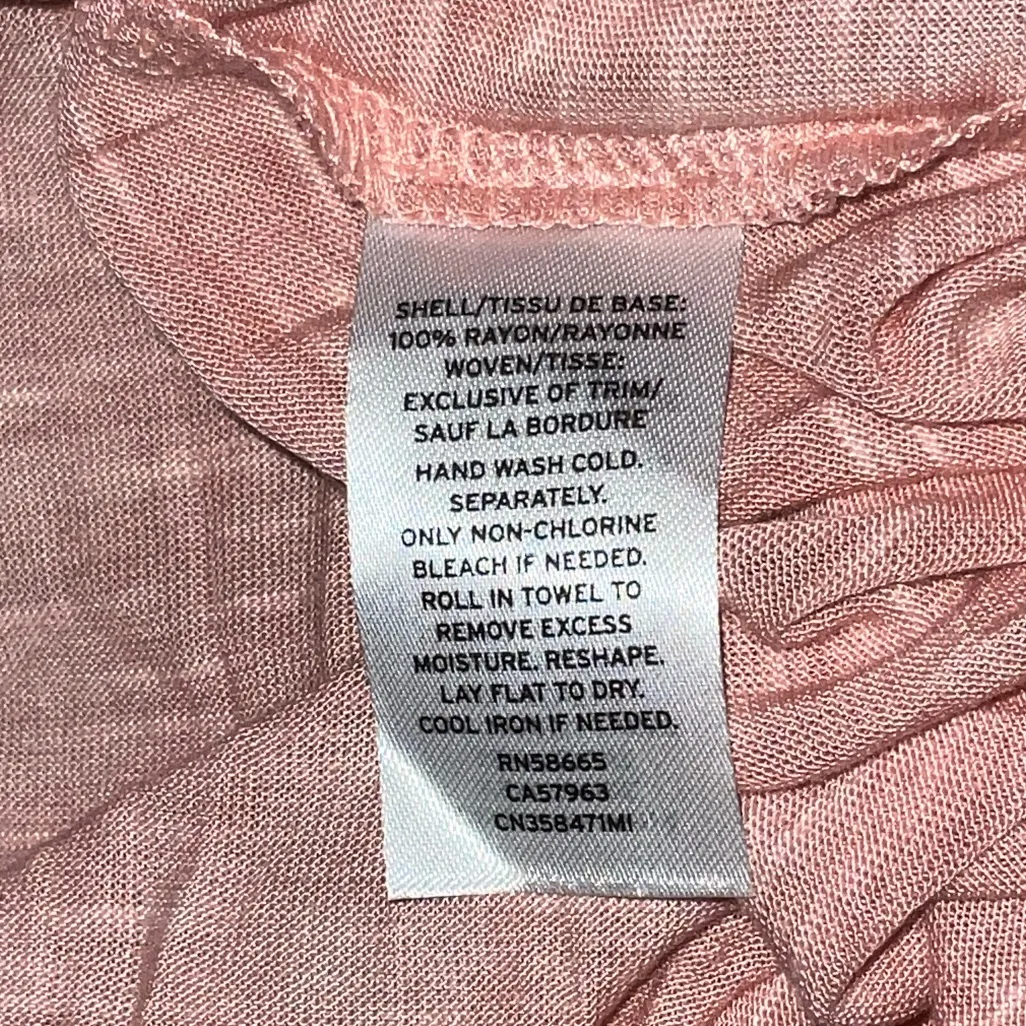 SHELL/TISSU DE BASE:
100% RAYON/RAYONNE
WOVEN/TISSE:
EXCLUSIVE OF TRIM/
SAUF LA BORDURE
HAND WASH COLD.
SEPARATELY.
ONLY NON-CHLORINE
BLEACH IF NEEDED.
ROLL IN TOWEL TO
REMOVE EXCESS
MOISTURE. RESHAPE.
LAY FLAT TO DRY.
COOL IRON IF NEEDED.
RN58665
CA57963
CN358471MI